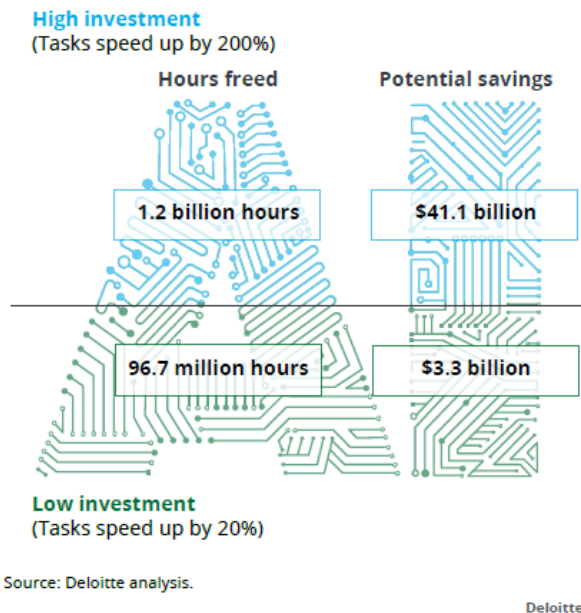 High investment
(Tasks speed up by 200%)
Hours freed
Potential savings
1.2 billion hours
$41.1 billion
96.7 million hours
$3.3 billion
Low investment
(Tasks speed up by 20%)
Source: Deloitte analysis.
Deloitte